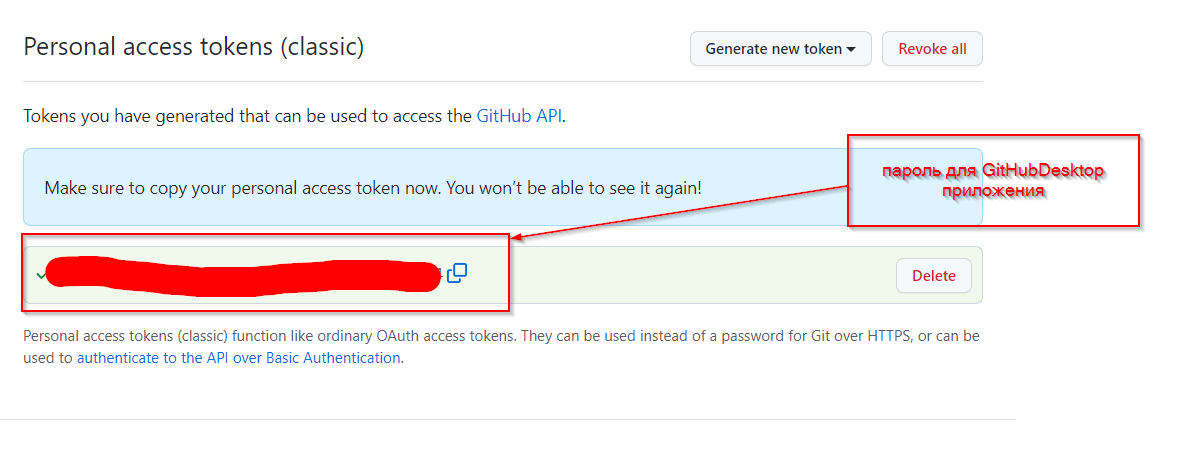 Personal access tokens (classic)
Generate new token
Revoke all
Tokens you have generated that can be used to access the GitHub API.
Make sure to copy your personal access token now. You won’t be able to see it again!
пароль для GitHubDesktop
приложения
Delete
Personal access tokens (classic) function like ordinary OAuth access tokens. They can be used instead of a password for Git over HTTPS, or can be
used to authenticate to the API over Basic Authentication.